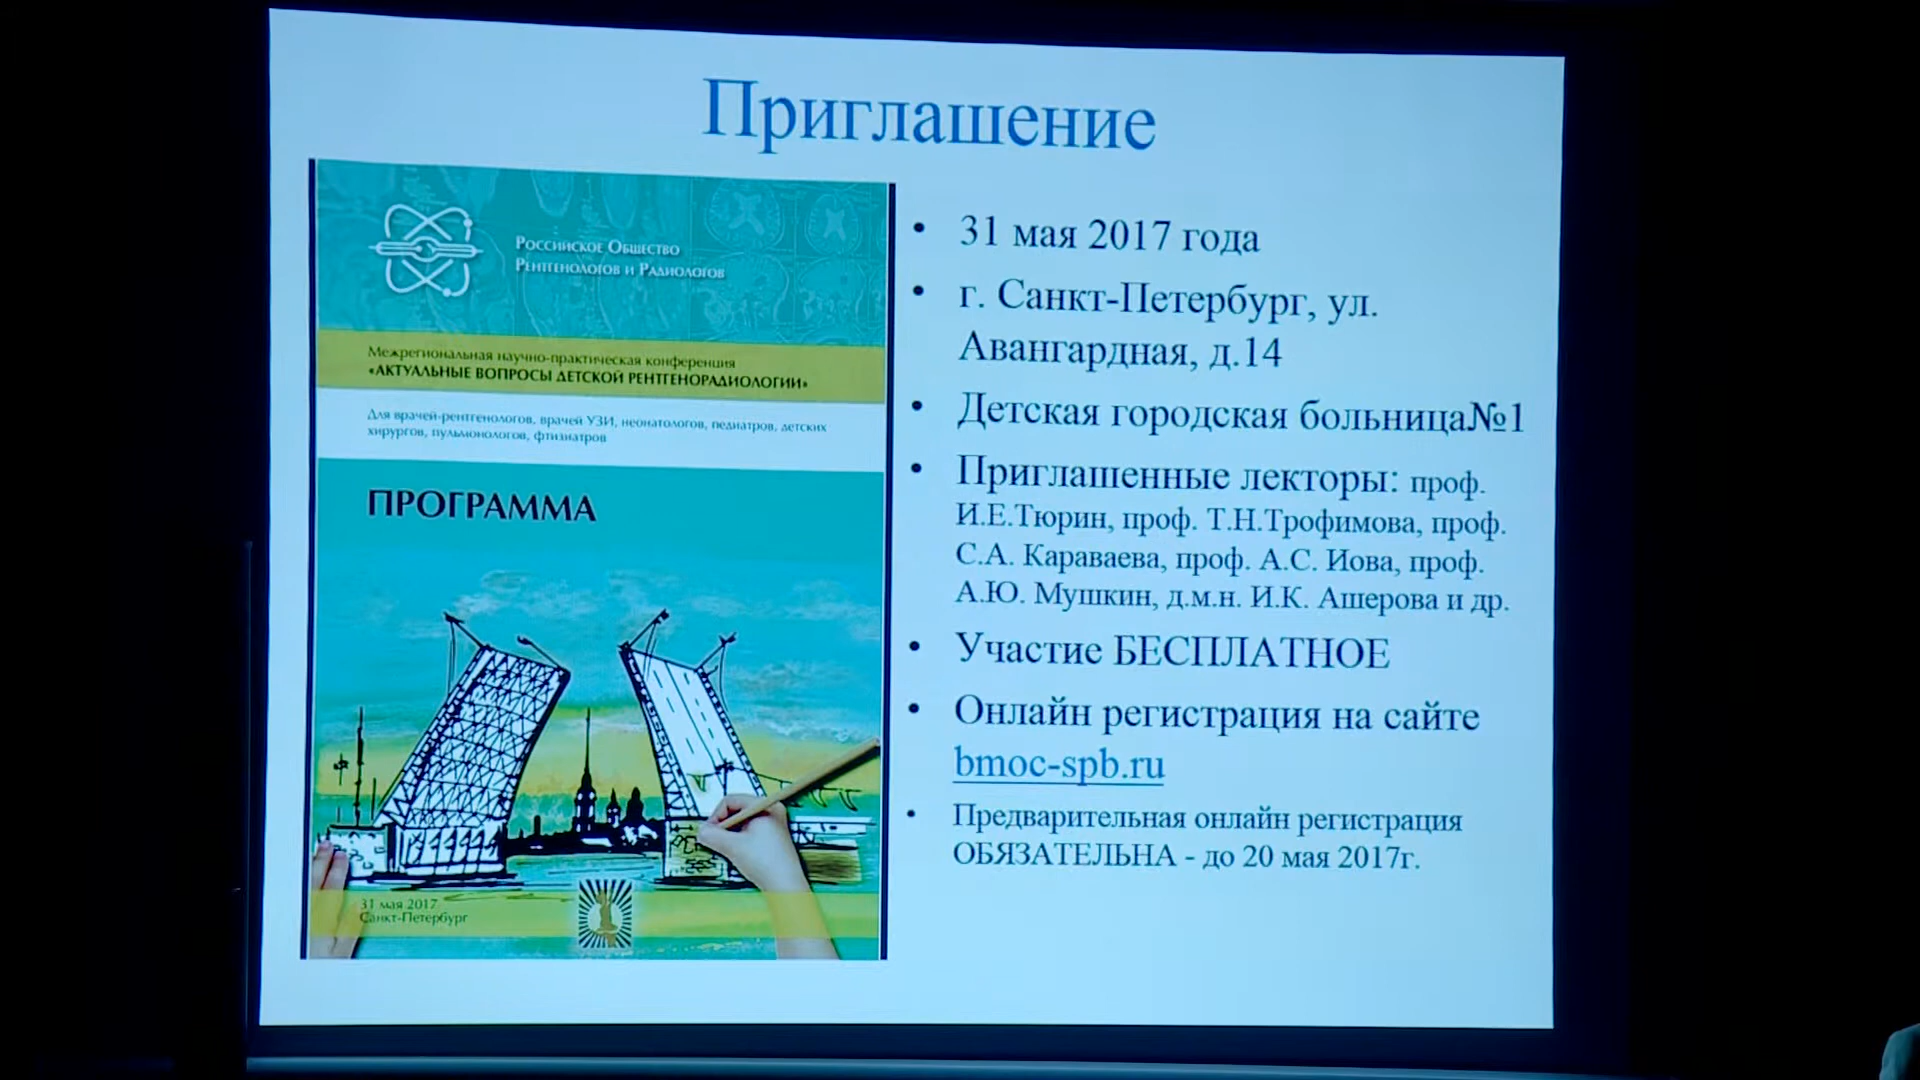 Приглашение
Российское Общество
Рентгенологов и Радиологов
Межрегиональная научно-практическая конференция
«АКТУАЛЬНЫЕ ВОПРОСЫ ДЕТСКОЙ РЕНТГЕНОРАДИОЛОГИИ»
Для врачей-рентгенологов, врачей УЗИ, неонатологов, педиатров, детских
хирургов, пульмонологов, фтизиатров
ПРОГРАММА
31 мая 2017
Санкт-Петербург
• 31 мая 2017 года
• г. Санкт-Петербург, ул.
Авангардная, д.14
• Детская городская больница№1
• Приглашенные лекторы: проф.
И.Е.Тюрин, проф. Т.Н.Трофимова, проф.
С.А. Караваева, проф. А.С. Иова, проф.
А.Ю. Мушкин, д.м.н. И.К. Ашерова и др.
• Участие БЕСПЛАТНОЕ
• Онлайн регистрация на сайте
bmoc-spb.ru
• Предварительная онлайн регистрация
ОБЯЗАТЕЛЬНА - до 20 мая 2017г.